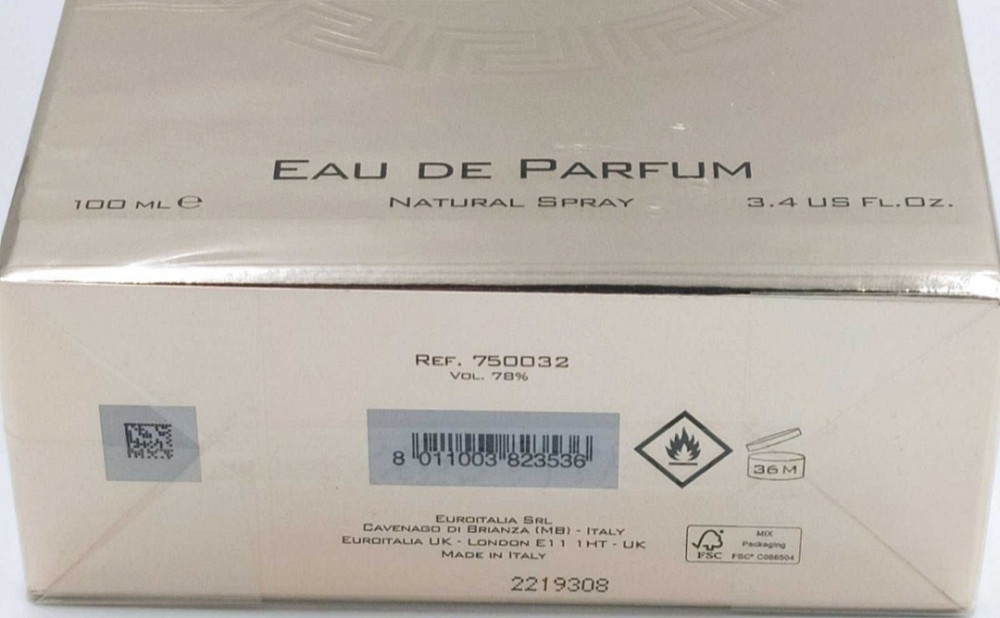 EAU DE PARFUM
100 ML e
NATURAL SPRAY
3.4 US FL.OZ.
REF. 750032
VOL. 78%
8 011003 823536
36 M
EUROITALIA SRL
CAVENAGO DI BRIANZA (MB) - ITALY
EUROITALIA UK - LONDON E11 1HT - UK
MADE IN ITALY
MIX
Packaging
FSC
FSC® C086504
2219308